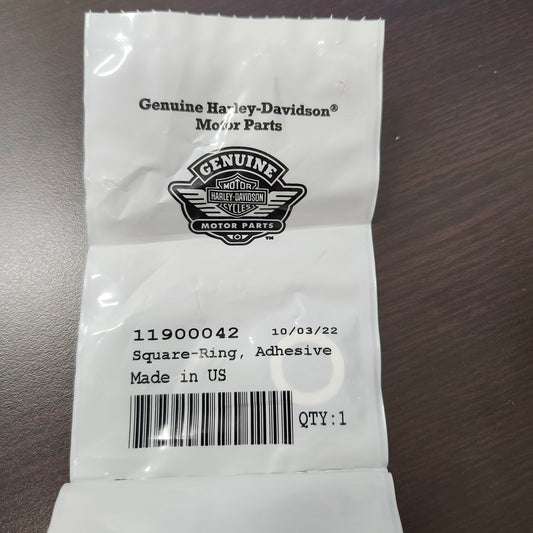 Genuine Harley-Davidson®
Motor Parts
GENUINE
MOTOR
HARLEY-DAVIDSON
CYCLES
MOTOR PARTS
™
11900042 10/03/22
Square-Ring, Adhesive
Made in US
QTY:1